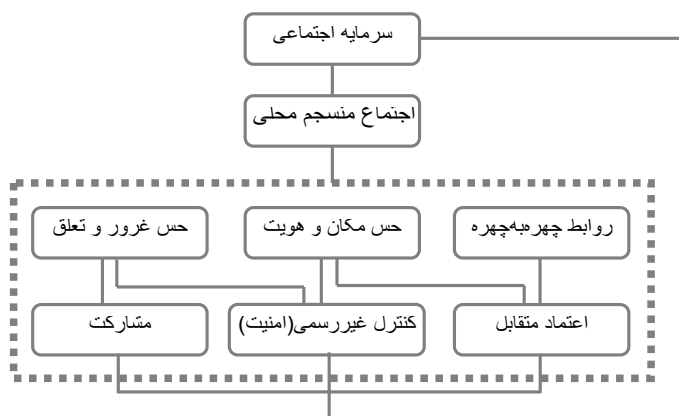 سرمایه اجتماعی
اجتماع منسجم محلی
روابط چهره‌به‌چهره
حس مکان و هویت
حس غرور و تعلق
اعتماد متقابل
کنترل غیررسمی(امنیت)
مشارکت